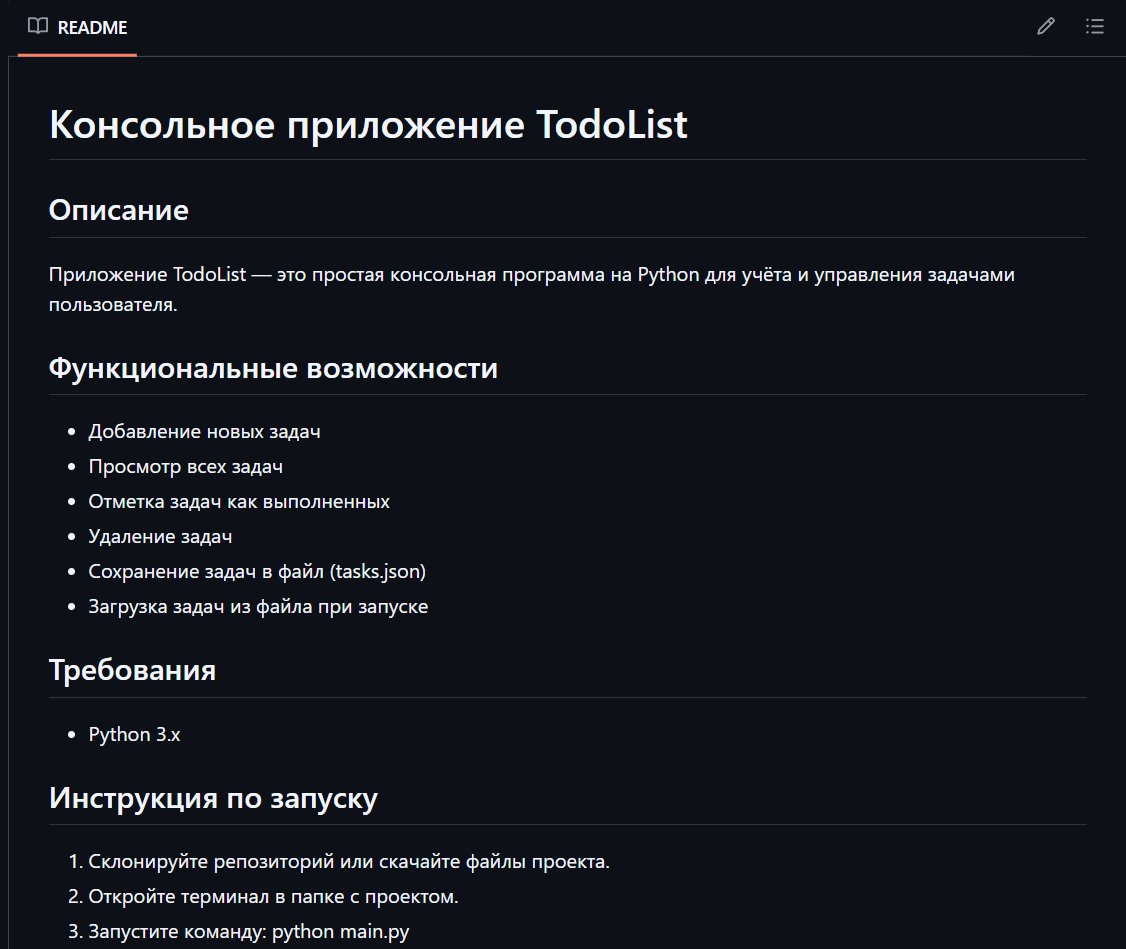 README
Консольное приложение TodoList
Описание
Приложение TodoList — это простая консольная программа на Python для учёта и управления задачами
пользователя.
Функциональные возможности
• Добавление новых задач
• Просмотр всех задач
• Отметка задач как выполненных
• Удаление задач
• Сохранение задач в файл (tasks.json)
• Загрузка задач из файла при запуске
Требования
• Python 3.x
Инструкция по запуску
1. Склонируйте репозиторий или скачайте файлы проекта.
2. Откройте терминал в папке с проектом.
3. Запустите команду: python main.py